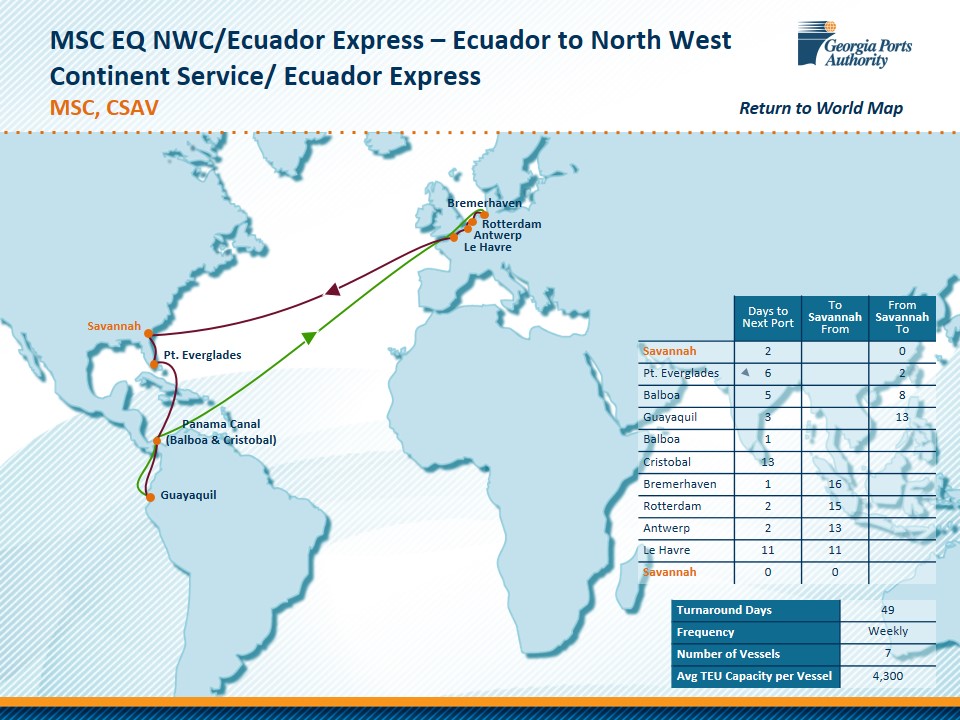 MSC EQ NWC/Ecuador Express – Ecuador to North West
Continent Service/ Ecuador Express
MSC, CSAV
Georgia Ports
Authority
Return to World Map
Bremerhaven
Rotterdam
Antwerp
Le Havre
Savannah
Pt. Everglades
Panama Canal
(Balboa & Cristobal)
Guayaquil
Days to
Next Port
To
Savannah
From
From
Savannah
To
Savannah 2 0
Pt. Everglades 6 2
Balboa 5 8
Guayaquil 3 13
Balboa 1
Cristobal 13
Bremerhaven 1 16
Rotterdam 2 15
Antwerp 2 13
Le Havre 11 11
Savannah 0 0
Turnaround Days 49
Frequency Weekly
Number of Vessels 7
Avg TEU Capacity per Vessel 4,300